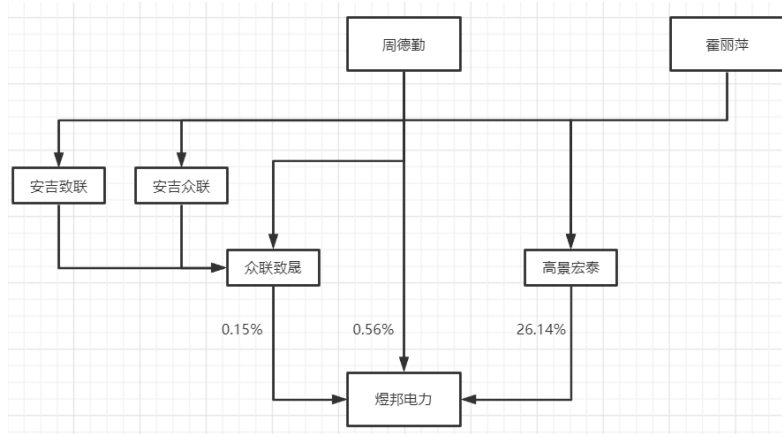 周德勤
霍丽萍
安吉致联
安吉众联
众联致晟
高景宏泰
0.15%
0.56%
26.14%
煜邦电力